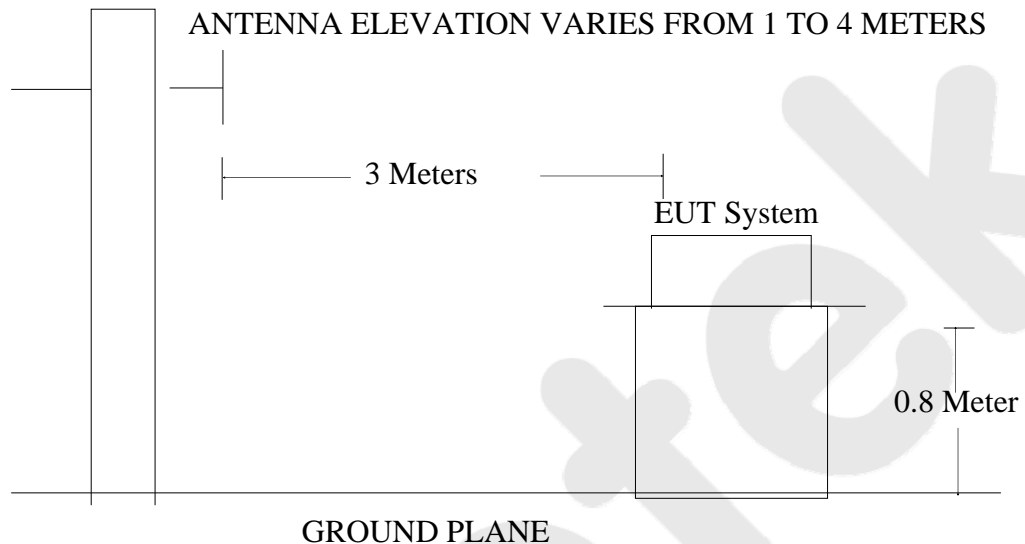 ANTENNA ELEVATION VARIES FROM 1 TO 4 METERS
3 Meters
EUT System
0.8 Meter
GROUND PLANE